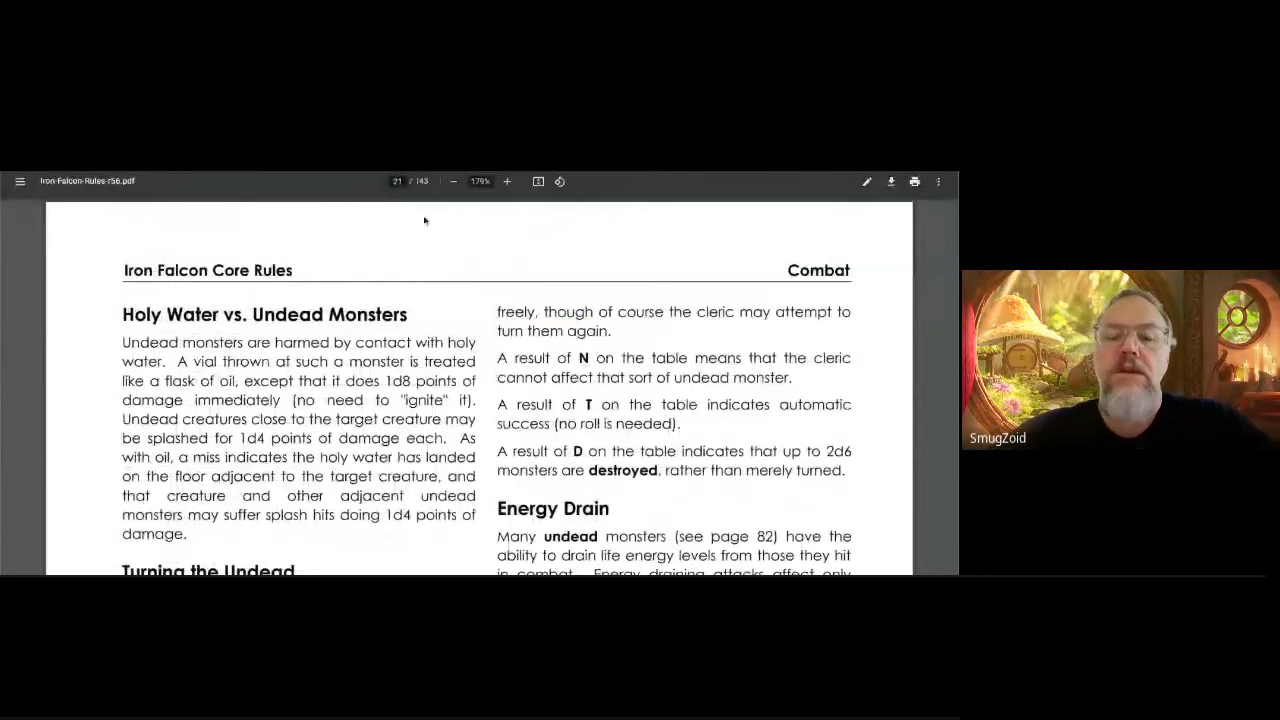 Iron-Falcon-Rules-r56.pdf
21 / 143
179%
Iron Falcon Core Rules
Combat
Holy Water vs. Undead Monsters
Undead monsters are harmed by contact with holy
water. A vial thrown at such a monster is treated
like a flask of oil, except that it does 1d8 points of
damage immediately (no need to "ignite" it).
Undead creatures close to the target creature may
be splashed for 1d4 points of damage each. As
with oil, a miss indicates the holy water has landed
on the floor adjacent to the target creature, and
that creature and other adjacent undead
monsters may suffer splash hits doing 1d4 points of
damage.
Turning the Undead
freely, though of course the cleric may attempt to
turn them again.
A result of N on the table means that the cleric
cannot affect that sort of undead monster.
A result of T on the table indicates automatic
success (no roll is needed).
A result of D on the table indicates that up to 2d6
monsters are destroyed, rather than merely turned.
Energy Drain
Many undead monsters (see page 82) have the
ability to drain life energy levels from those they hit
in combat. Energy draining attacks affect only
SmugZoid